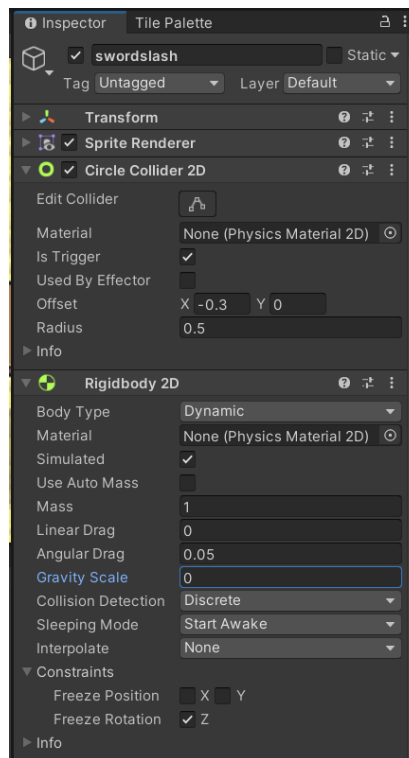 Inspector Tile Palette
swordslash Static
Tag Untagged Layer Default
Transform
Sprite Renderer
Circle Collider 2D
Edit Collider
Material None (Physics Material 2D)
Is Trigger
Used By Effector
Offset X -0.3 Y 0
Radius 0.5
Info
Rigidbody 2D
Body Type Dynamic
Material None (Physics Material 2D)
Simulated
Use Auto Mass
Mass 1
Linear Drag 0
Angular Drag 0.05
Gravity Scale 0
Collision Detection Discrete
Sleeping Mode Start Awake
Interpolate None
Constraints
Freeze Position X Y
Freeze Rotation Z
Info